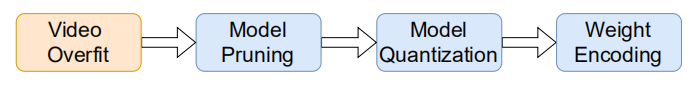 Video
Overfit
Model
Pruning
Model
Quantization
Weight
Encoding